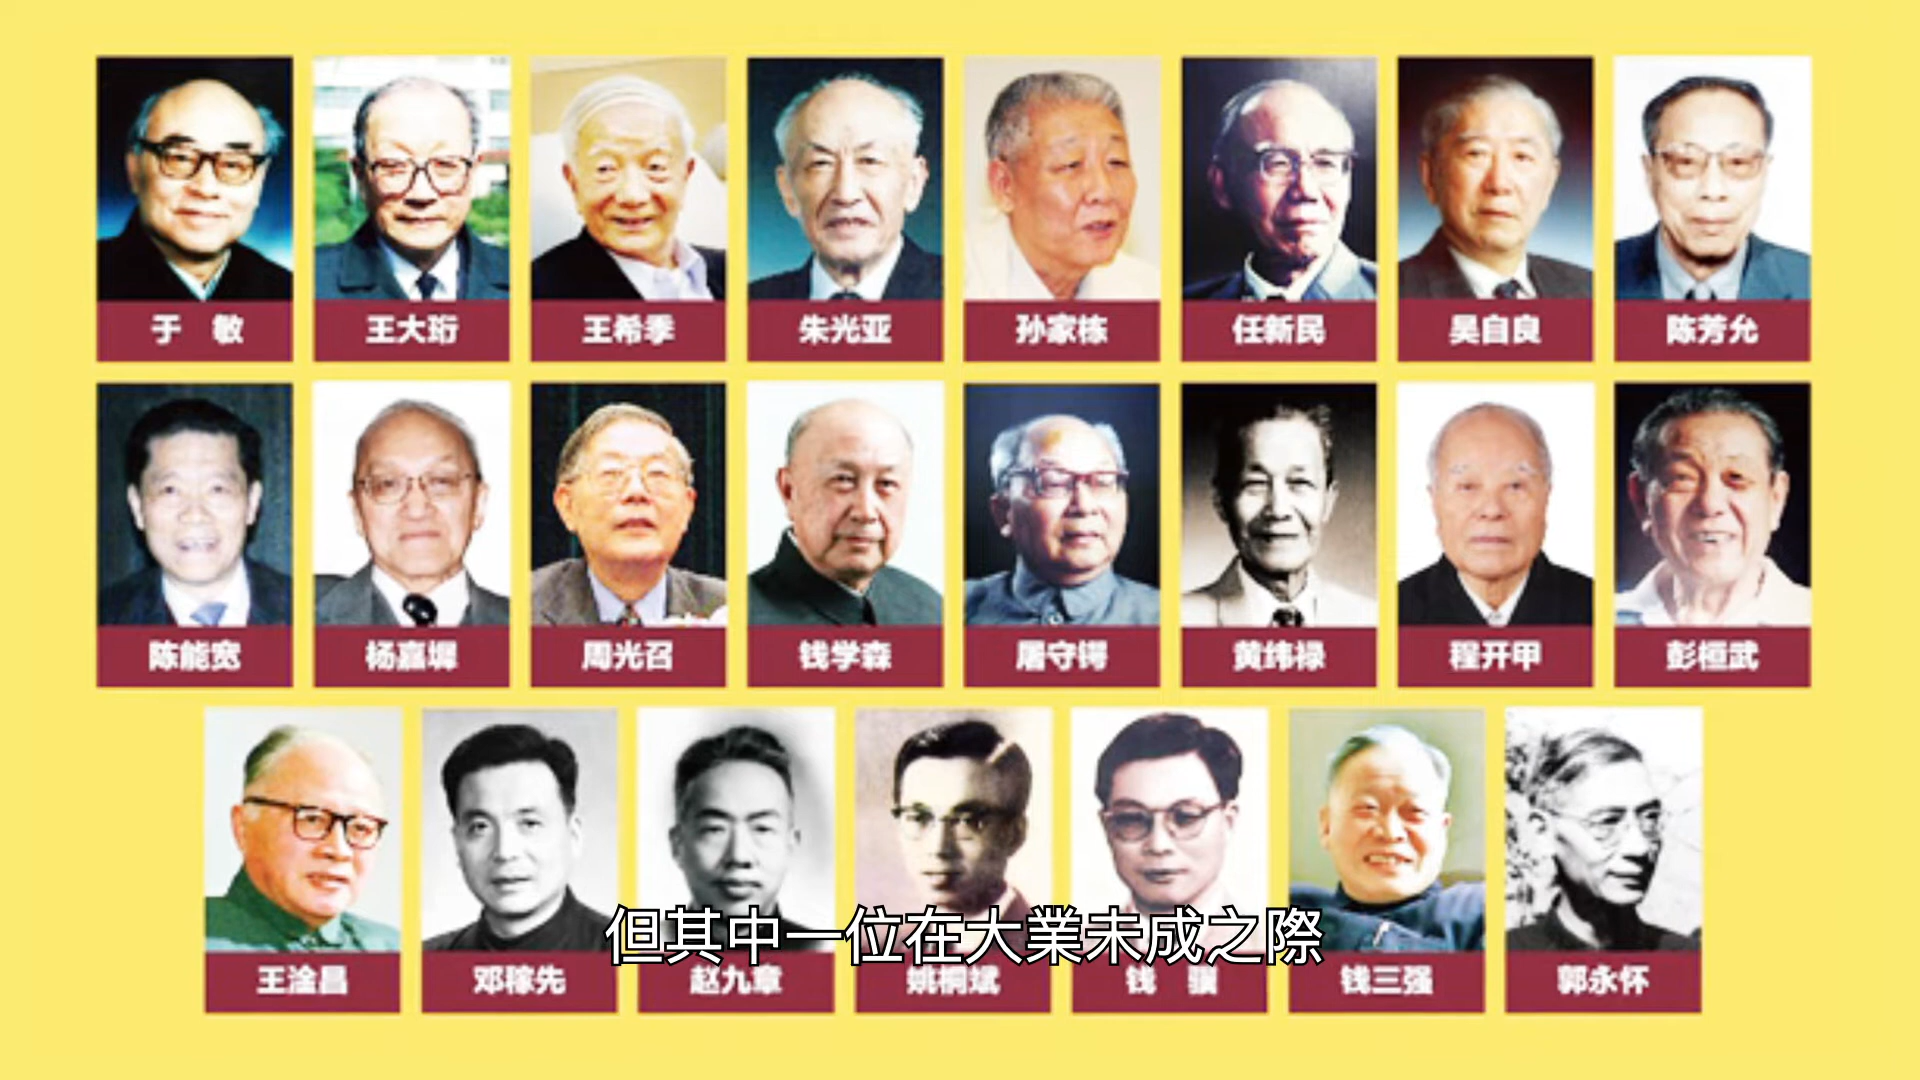 于 敏
王大珩
王希季
朱光亚
孙家栋
任新民
吴自良
陈芳允
陈能宽
杨嘉墀
周光召
钱学森
屠守锷
黄纬禄
程开甲
彭桓武
但其中一位在大業未成之際
王淦昌
邓稼先
赵九章
姚桐斌
钱 骥
钱三强
郭永怀